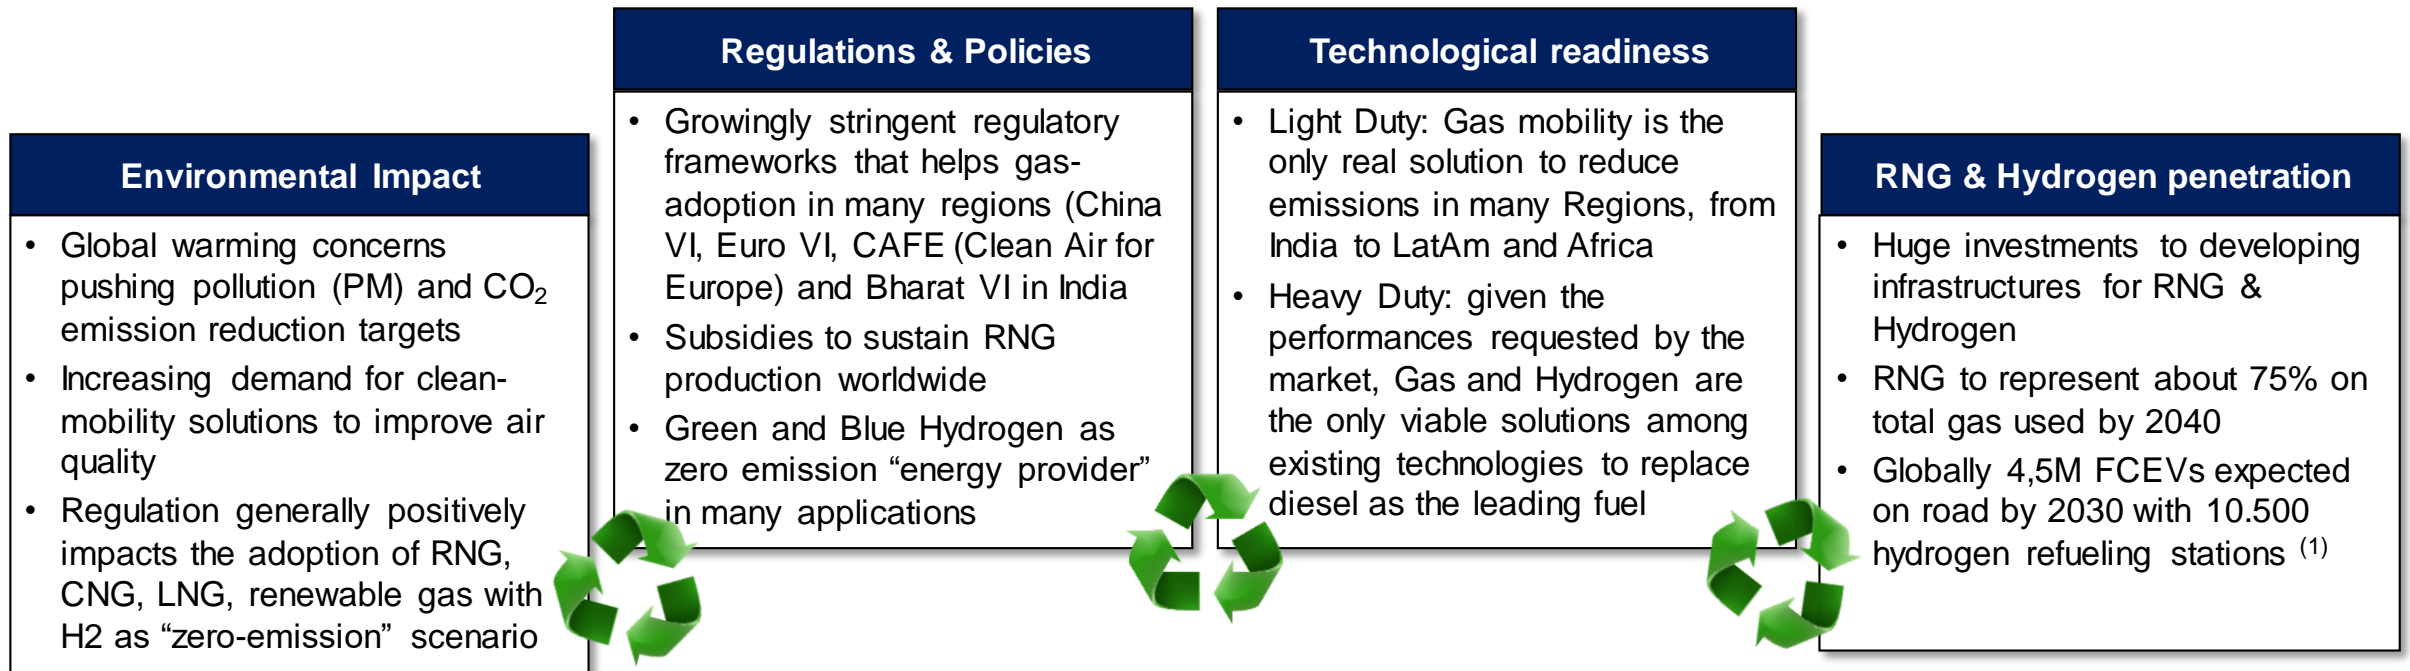 Environmental Impact
• Global warming concerns
pushing pollution (PM) and CO₂
emission reduction targets
• Increasing demand for clean-
mobility solutions to improve air
quality
• Regulation generally positively
impacts the adoption of RNG,
CNG, LNG, renewable gas with
H2 as “zero-emission” scenario
Regulations & Policies
• Growingly stringent regulatory
frameworks that helps gas-
adoption in many regions (China
VI, Euro VI, CAFE (Clean Air for
Europe) and Bharat VI in India
• Subsidies to sustain RNG
production worldwide
• Green and Blue Hydrogen as
zero emission “energy provider”
in many applications
Technological readiness
• Light Duty: Gas mobility is the
only real solution to reduce
emissions in many Regions, from
India to LatAm and Africa
• Heavy Duty: given the
performances requested by the
market, Gas and Hydrogen are
the only viable solutions among
existing technologies to replace
diesel as the leading fuel
RNG & Hydrogen penetration
• Huge investments to developing
infrastructures for RNG &
Hydrogen
• RNG to represent about 75% on
total gas used by 2040
• Globally 4,5M FCEVs expected
on road by 2030 with 10.500
hydrogen refueling stations (1)